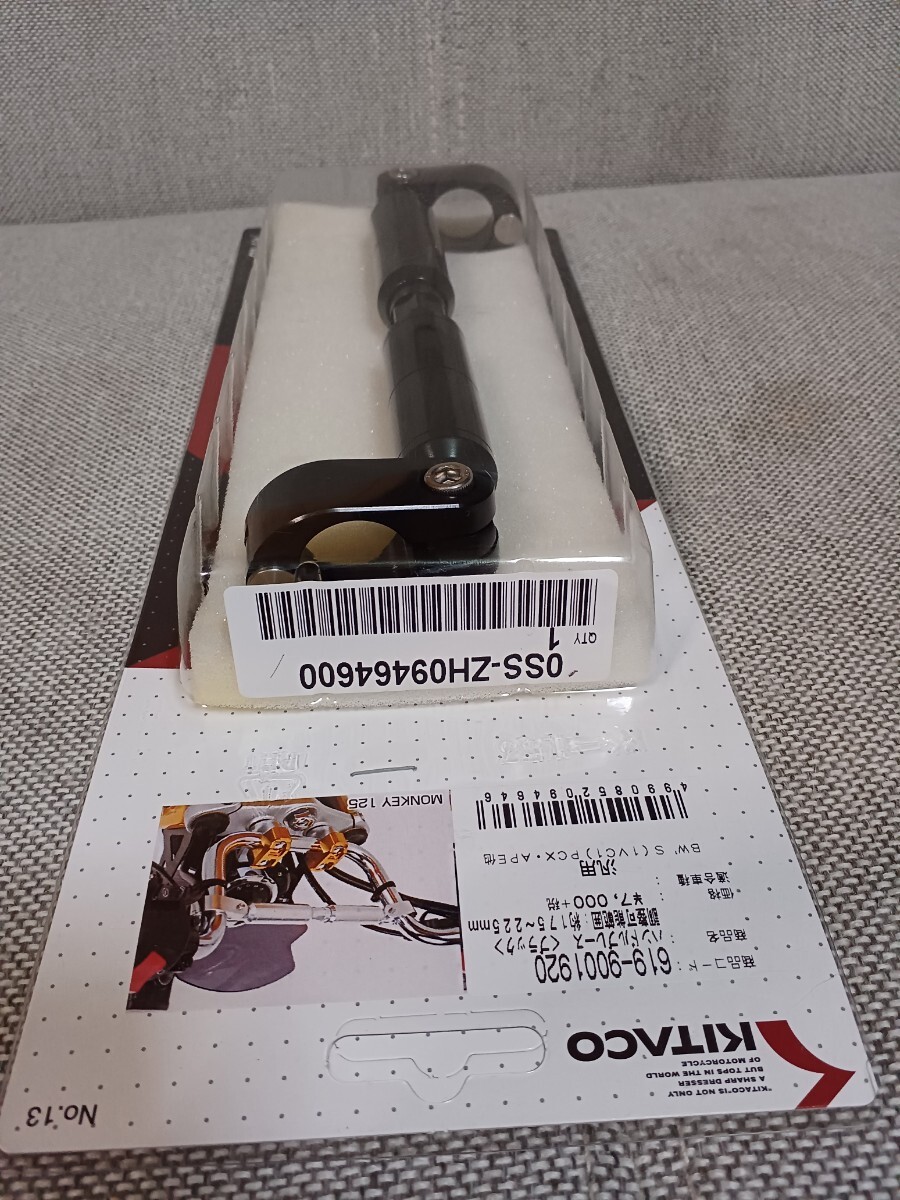 KITACO
"KITACO"IS NOT ONLY
A SHARP DRESSER
BUT TOPS IN THE WORLD
OF MOTORCYCLE
No.13
商品コード: 619-9001920
商品名 : ハンドルブレース <ブラック>
調整可能範囲:約175~225mm
価格 : ¥7,000+税
適合車種 : 汎用
BW'S(1VC1)PCX・APE他
4990852094646
MONKEY 125
0SS-ZH09464600
QTY
1